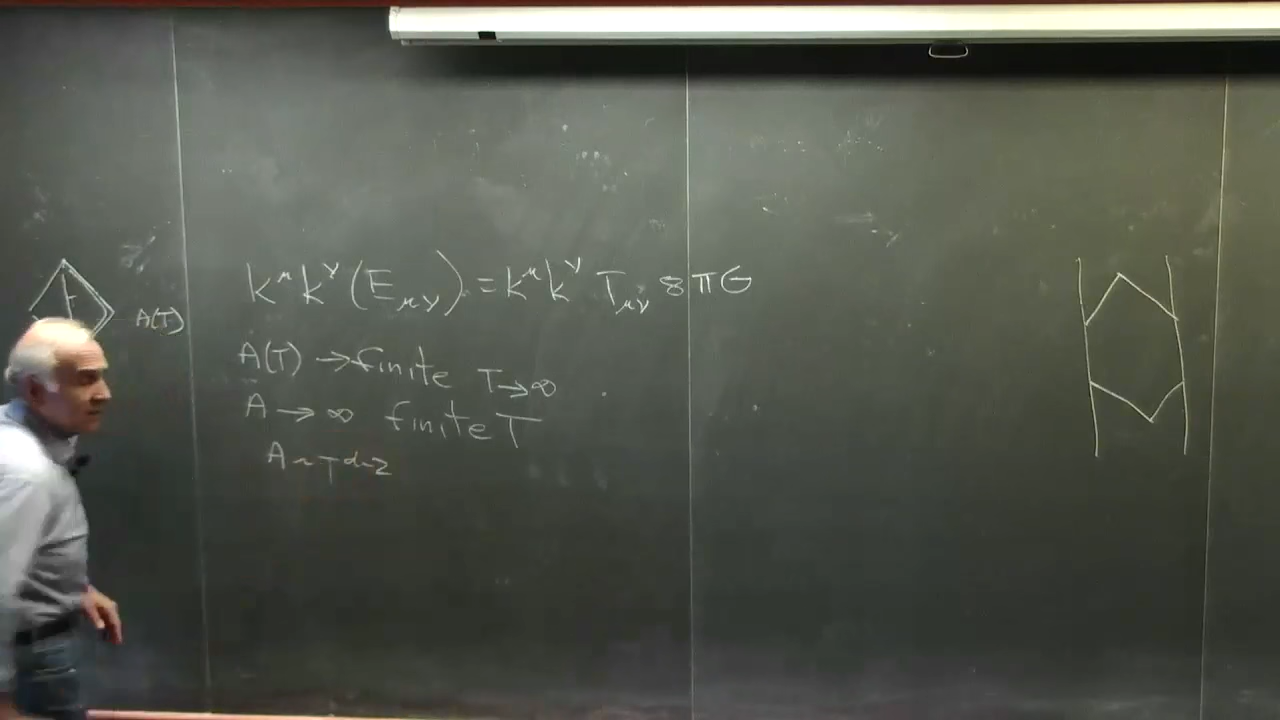 k^μ k^ν (E_μν) = k^μ k^ν T_μν 8πG
A(T)
A(T) → finite T → ∞
A → ∞ finite T
A ~ T^d-2